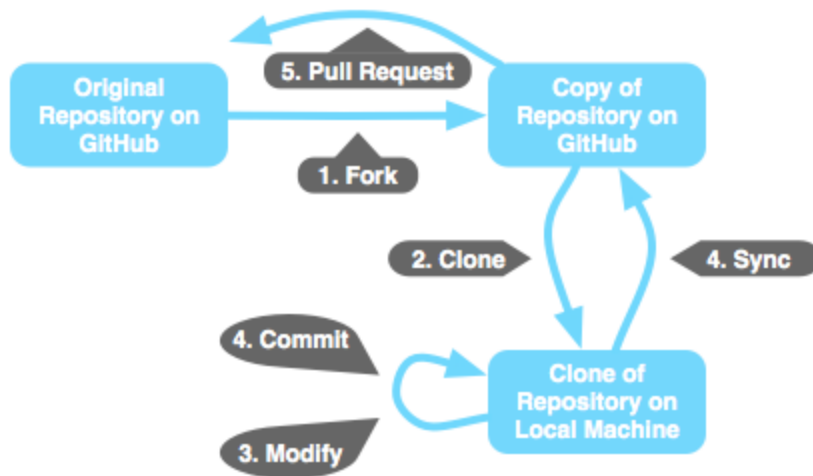 5. Pull Request
Original
Repository on
GitHub
Copy of
Repository on
GitHub
1. Fork
2. Clone
4. Sync
4. Commit
Clone of
Repository on
Local Machine
3. Modify